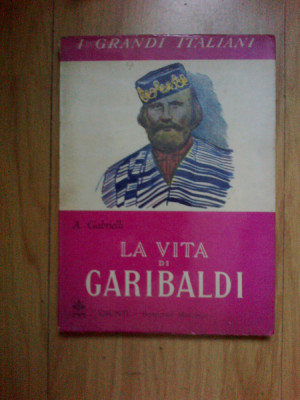 I GRANDI ITALIANI
A. Gabrielli
LA VITA
DI
GARIBALDI